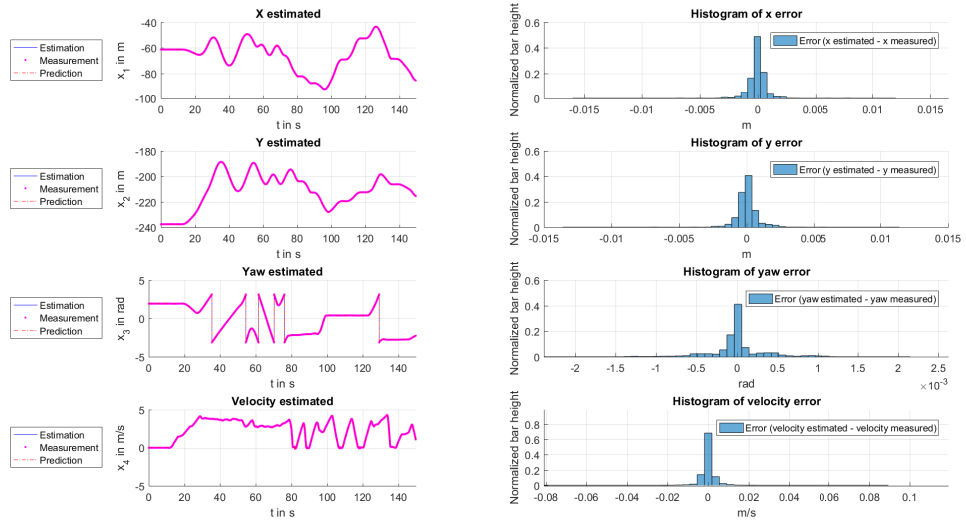 X estimated
Estimation
Measurement
Prediction
x1 in m
-40
-60
-80
-100
0 20 40 60 80 100 120 140
t in s
Histogram of x error
Normalized bar height
0.6
0.4
0.2
0
Error (x estimated - x measured)
-0.015 -0.01 -0.005 0 0.005 0.01 0.015
m
Y estimated
Estimation
Measurement
Prediction
x2 in m
-180
-200
-220
-240
0 20 40 60 80 100 120 140
t in s
Histogram of y error
Normalized bar height
0.6
0.4
0.2
0
Error (y estimated - y measured)
-0.015 -0.01 -0.005 0 0.005 0.01 0.015
m
Yaw estimated
Estimation
Measurement
Prediction
x3 in rad
5
0
-5
0 20 40 60 80 100 120 140
t in s
Histogram of yaw error
Normalized bar height
0.6
0.4
0.2
0
Error (yaw estimated - yaw measured)
-2 -1.5 -1 -0.5 0 0.5 1 1.5 2 2.5
rad
×10^-3
Velocity estimated
Estimation
Measurement
Prediction
x4 in m/s
5
0
-5
0 20 40 60 80 100 120 140
t in s
Histogram of velocity error
Normalized bar height
0.8
0.6
0.4
0.2
0
Error (velocity estimated - velocity measured)
-0.08 -0.06 -0.04 -0.02 0 0.02 0.04 0.06 0.08 0.1
m/s